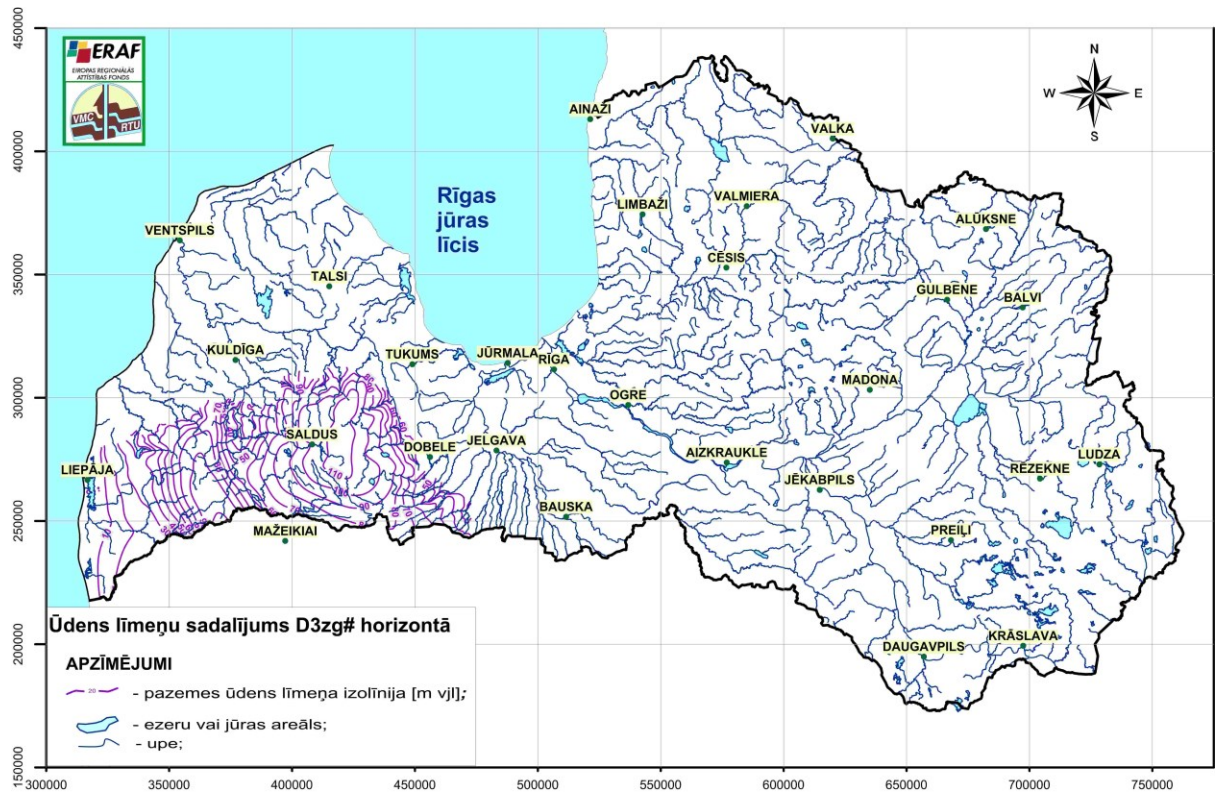 450000
400000
350000
300000
250000
200000
150000
ERAF
EIROPAS REĢIONĀLĀS
ATTĪSTĪBAS FONDS
VMC
RTU
N
W
E
S
AINAŽI
VALKA
Rīgas
jūras
līcis
LIMBAŽI
VALMIERA
ALŪKSNE
VENTSPILS
CĒSIS
TALSI
GULBENE
BALVI
KULDĪGA
TUKUMS
JŪRMALA
RĪGA
MADONA
OGRE
SALDUS
DOBELE
JELGAVA
AIZKRAUKLE
LUDZA
LIEPĀJA
JĒKABPILS
RĒZEKNE
110
BAUSKA
MAŽEIKIAI
PREIĻI
DAUGAVPILS
KRĀSLAVA
Ūdens līmeņu sadalījums D3zg# horizontā
APZĪMĒJUMI
20 - pazemes ūdens līmeņa izolīnija [m vjl];
- ezeru vai jūras areāls;
- upe;
300000 350000 400000 450000 500000 550000 600000 650000 700000 750000